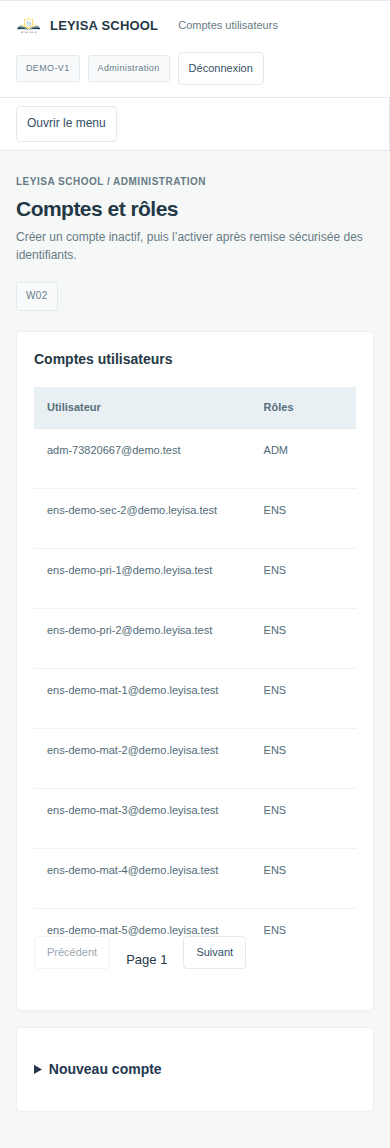 LEYISA SCHOOL
Comptes utilisateurs
DEMO-V1
Administration
Déconnexion
Ouvrir le menu
LEYISA SCHOOL / ADMINISTRATION
Comptes et rôles
Créer un compte inactif, puis l’activer après remise sécurisée des
identifiants.
W02
Comptes utilisateurs
Utilisateur Rôles
adm-73820667@demo.test ADM
ens-demo-sec-2@demo.leyisa.test ENS
ens-demo-pri-1@demo.leyisa.test ENS
ens-demo-pri-2@demo.leyisa.test ENS
ens-demo-mat-1@demo.leyisa.test ENS
ens-demo-mat-2@demo.leyisa.test ENS
ens-demo-mat-3@demo.leyisa.test ENS
ens-demo-mat-4@demo.leyisa.test ENS
ens-demo-mat-5@demo.leyisa.test ENS
Précédent Page 1 Suivant
Nouveau compte